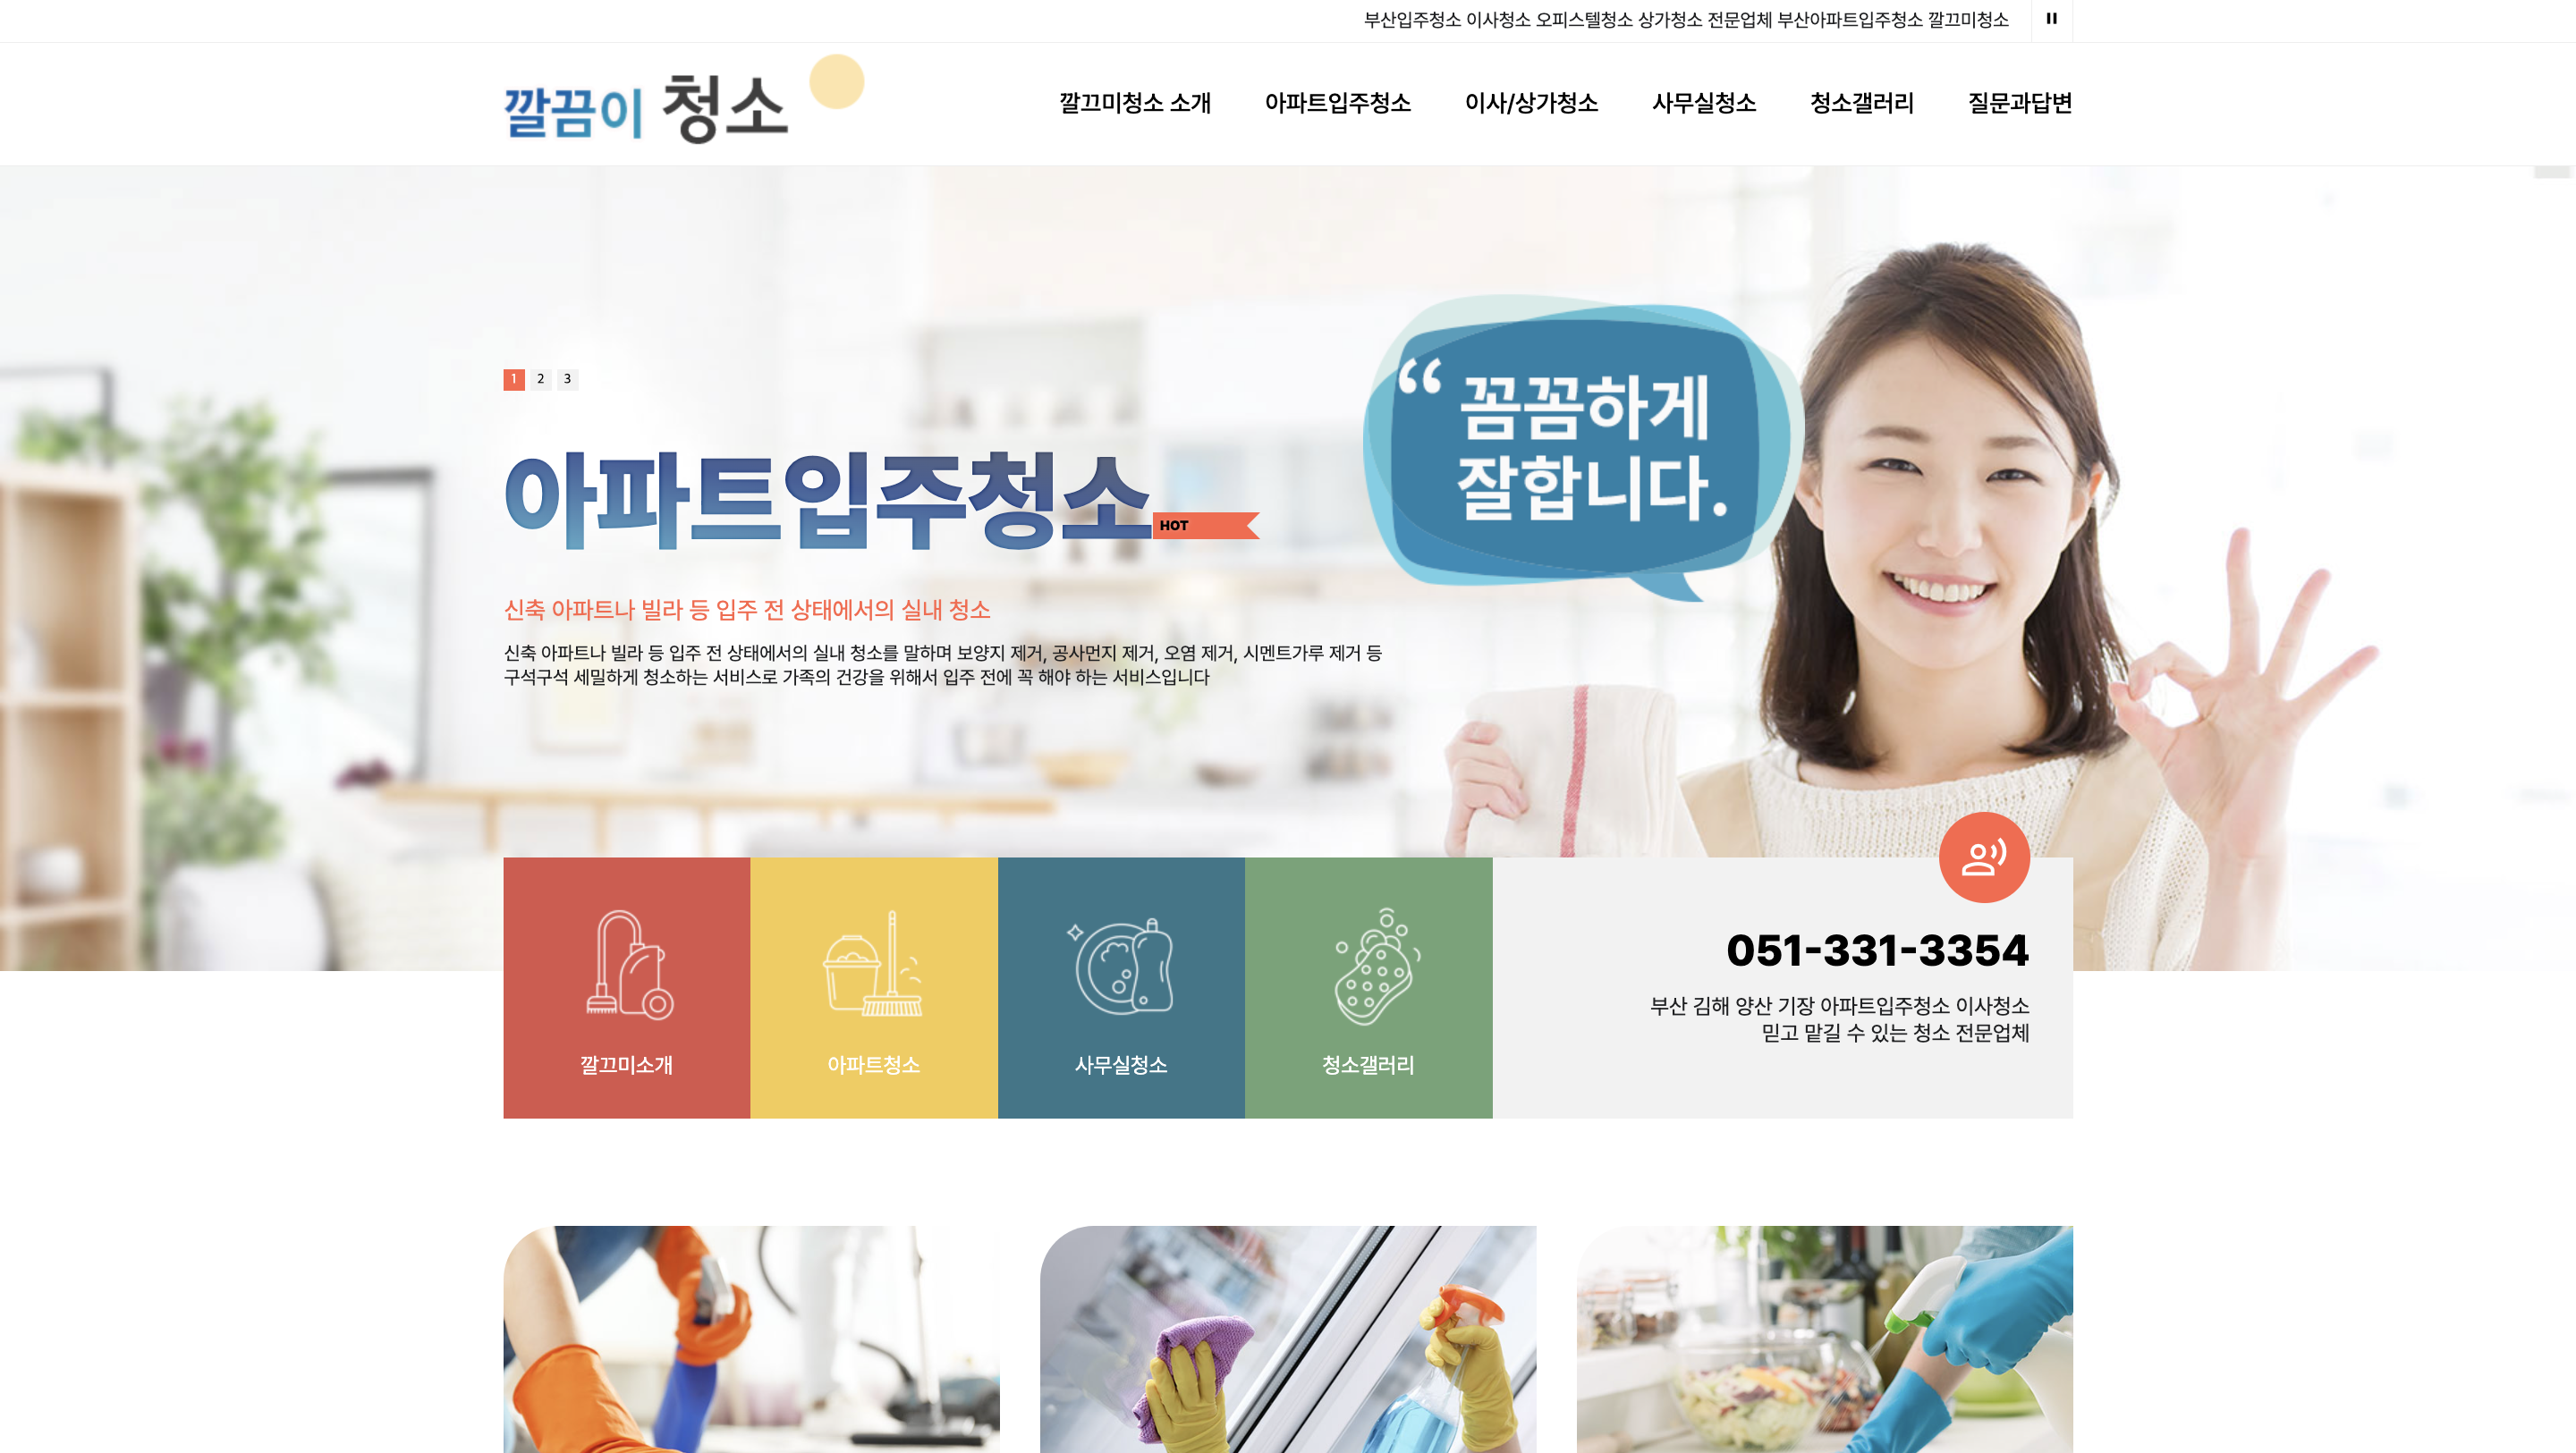 부산입주청소 이사청소 오피스텔청소 상가청소 전문업체 부산아파트입주청소 깔끄미청소
깔끔이 청소
깔끄미청소 소개
아파트입주청소
이사/상가청소
사무실청소
청소갤러리
질문과답변
“ 꼼꼼하게
잘합니다.
1 2 3
아파트입주청소 HOT
신축 아파트나 빌라 등 입주 전 상태에서의 실내 청소
신축 아파트나 빌라 등 입주 전 상태에서의 실내 청소를 말하며 보양지 제거, 공사먼지 제거, 오염 제거, 시멘트가루 제거 등
구석구석 세밀하게 청소하는 서비스로 가족의 건강을 위해서 입주 전에 꼭 해야 하는 서비스입니다
깔끄미소개
아파트청소
사무실청소
청소갤러리
051-331-3354
부산 김해 양산 기장 아파트입주청소 이사청소
믿고 맡길 수 있는 청소 전문업체